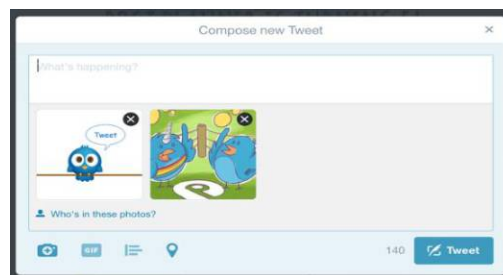 Compose new Tweet
What's happening?
Tweet
Who's in these photos?
GIF
140
Tweet